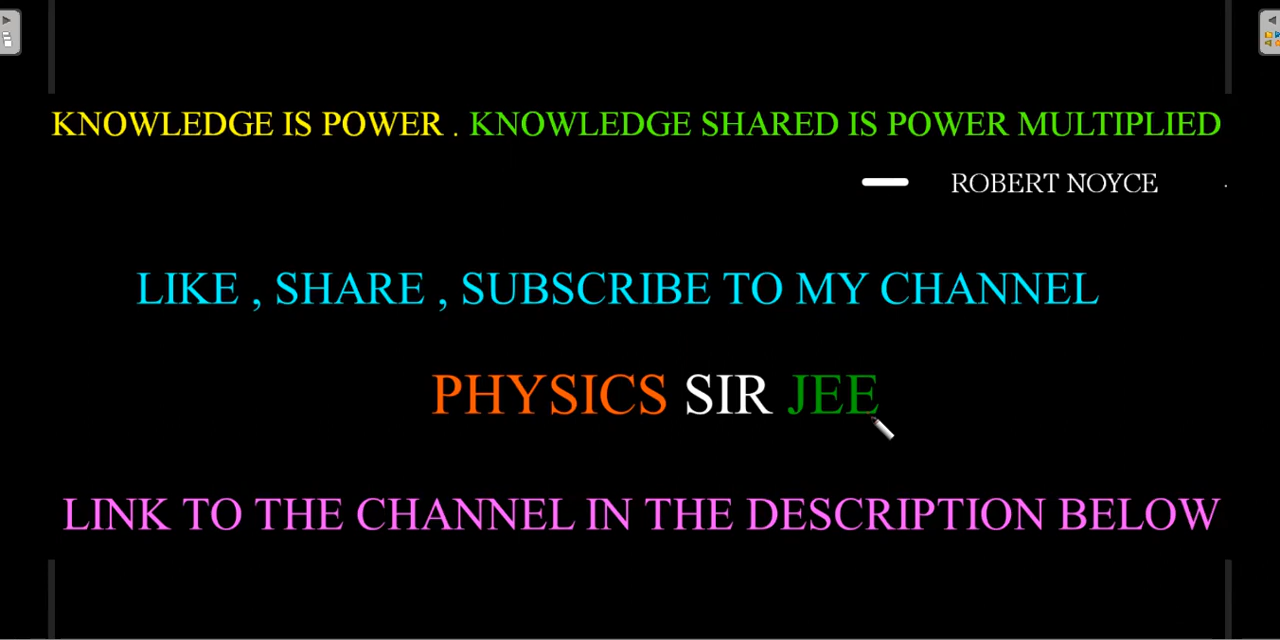 KNOWLEDGE IS POWER . KNOWLEDGE SHARED IS POWER MULTIPLIED
— ROBERT NOYCE .
LIKE , SHARE , SUBSCRIBE TO MY CHANNEL
PHYSICS SIR JEE
LINK TO THE CHANNEL IN THE DESCRIPTION BELOW